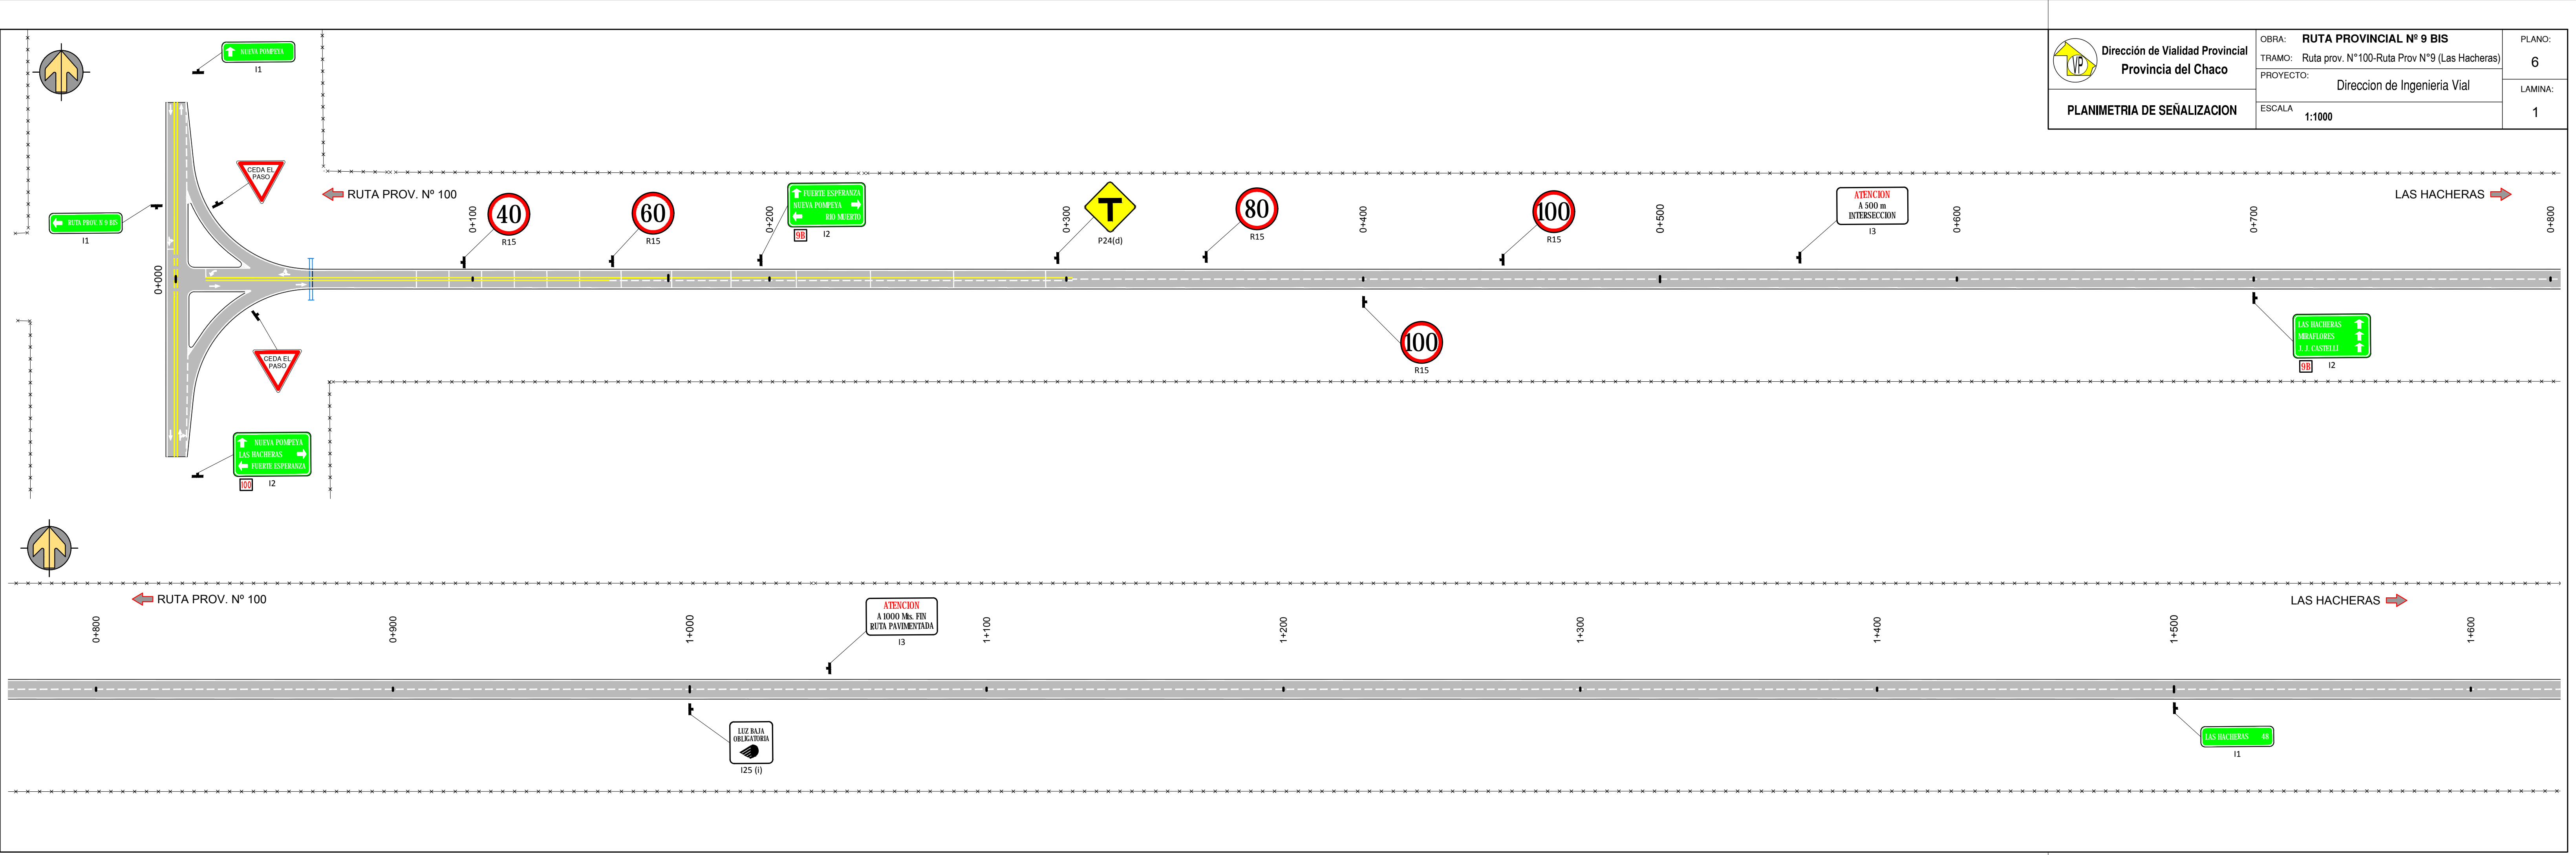 VP
Dirección de Vialidad Provincial
Provincia del Chaco
PLANIMETRIA DE SEÑALIZACION
OBRA: RUTA PROVINCIAL Nº 9 BIS
TRAMO: Ruta prov. N°100-Ruta Prov N°9 (Las Hacheras)
PROYECTO:
Direccion de Ingenieria Vial
ESCALA
1:1000
PLANO:
6
LAMINA:
1
NUEVA POMPEYA
I1
CEDA EL
PASO
RUTA PROV. N 9 BIS
I1
RUTA PROV. Nº 100
LAS HACHERAS
0+000
0+100
0+200
0+300
0+400
0+500
0+600
0+700
0+800
40
R15
60
R15
FUERTE ESPERANZA
NUEVA POMPEYA
RIO MUERTO
9B
I2
P24(d)
80
R15
100
R15
ATENCION
A 500 m
INTERSECCION
I3
CEDA EL
PASO
100
R15
LAS HACHERAS
MIRAFLORES
J. J. CASTELLI
9B
I2
NUEVA POMPEYA
LAS HACHERAS
FUERTE ESPERANZA
100
I2
RUTA PROV. Nº 100
LAS HACHERAS
0+800
0+900
1+000
1+100
1+200
1+300
1+400
1+500
1+600
ATENCION
A 1000 Mts. FIN
RUTA PAVIMENTADA
I3
LUZ BAJA
OBLIGATORIA
I25 (i)
LAS HACHERAS 48
I1